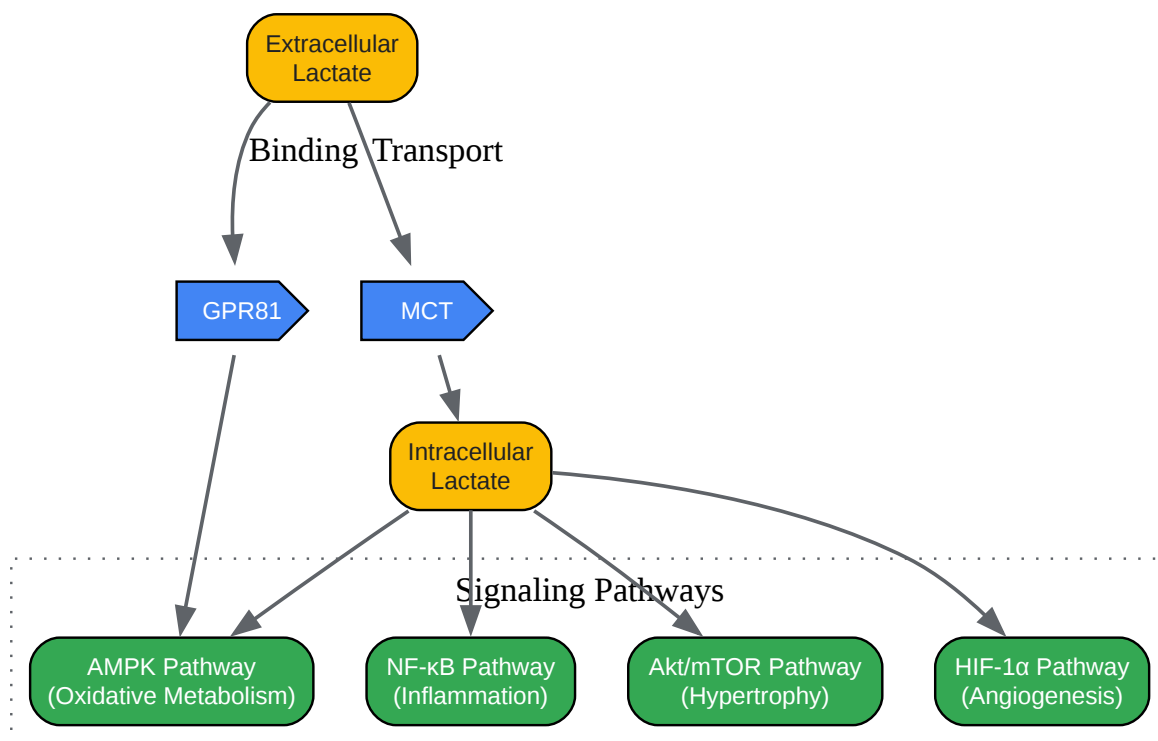 Extracellular
Lactate
Binding
Transport
GPR81
MCT
Intracellular
Lactate
Signaling Pathways
AMPK Pathway
(Oxidative Metabolism)
NF-κB Pathway
(Inflammation)
Akt/mTOR Pathway
(Hypertrophy)
HIF-1α Pathway
(Angiogenesis)